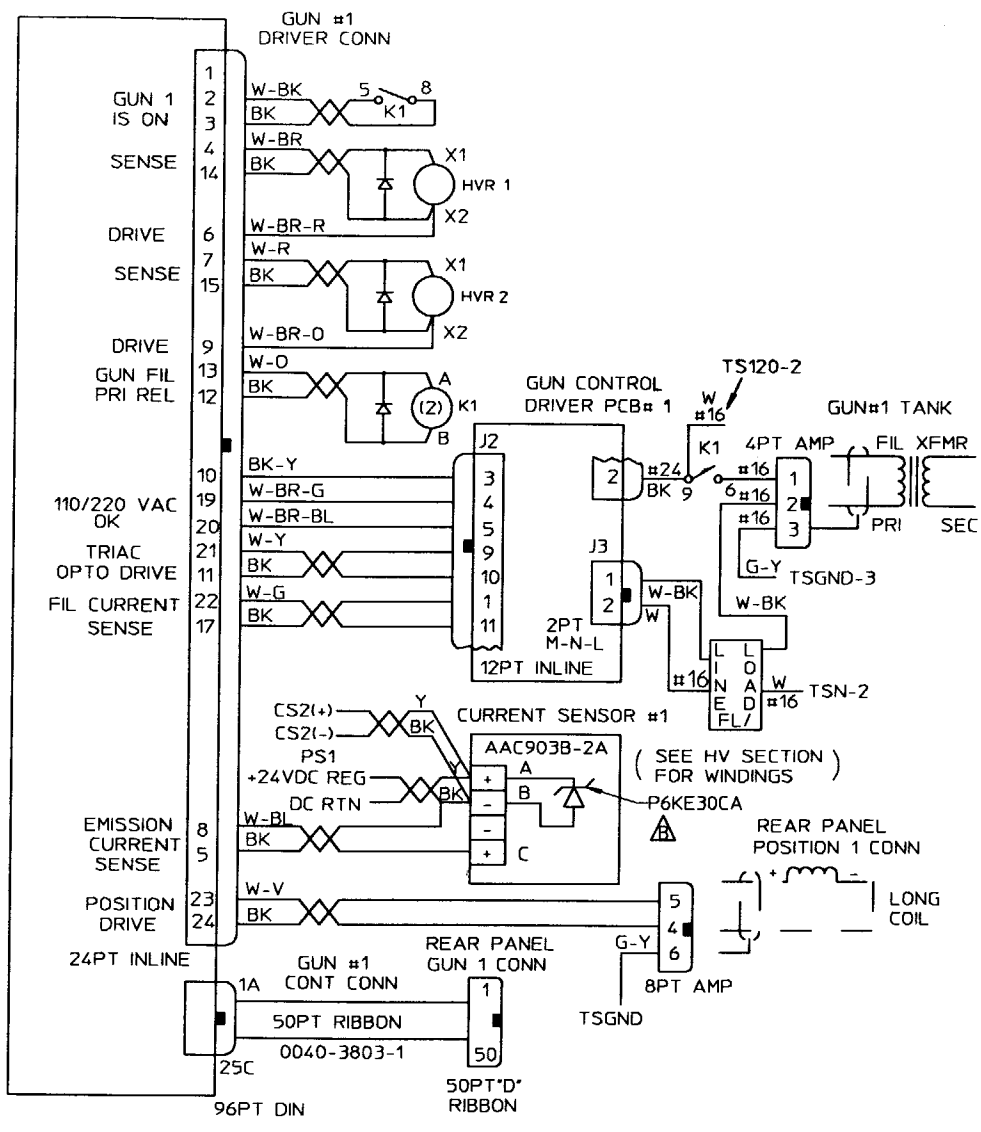 GUN #1
DRIVER CONN
1
GUN 1
IS ON
2
3
W-BK
BK
5
8
K1
SENSE
4
14
W-BR
BK
X1
HVR 1
X2
DRIVE
6
W-BR-R
SENSE
7
15
W-R
BK
X1
HVR 2
X2
DRIVE
9
W-BR-O
GUN FIL
PRI REL
13
12
W-O
BK
A
(2)
K1
B
GUN CONTROL
DRIVER PCB# 1
TS120-2
W
#16
K1
GUN#1 TANK
4PT AMP
FIL XFMR
J2
2
#24
BK
9
6
#16
#16
#16
1
2
3
PRI
SEC
G-Y
TSGND-3
W-BK
10
BK-Y
3
110/220 VAC
OK
19
W-BR-G
4
20
W-BR-BL
5
TRIAC
OPTO DRIVE
21
11
W-Y
BK
9
10
FIL CURRENT
SENSE
22
17
W-G
BK
1
11
J3
1
2
W-BK
W
2PT
M-N-L
12PT INLINE
#16
LINE
LOAD
FL/
W
#16
TSN-2
CS2(+)
CS2(-)
Y
BK
CURRENT SENSOR #1
AAC903B-2A
PS1
+24VDC REG
DC RTN
Y
BK
+
-
-
+
A
B
C
( SEE HV SECTION )
FOR WINDINGS
P6KE30CA
B
EMISSION
CURRENT
SENSE
8
5
W-BL
BK
REAR PANEL
POSITION 1 CONN
+
-
LONG
COIL
POSITION
DRIVE
23
24
W-V
BK
5
4
6
G-Y
8PT AMP
TSGND
24PT INLINE
GUN #1
CONT CONN
REAR PANEL
GUN 1 CONN
1A
1
50PT RIBBON
0040-3803-1
25C
50
50PT"D"
RIBBON
96PT DIN